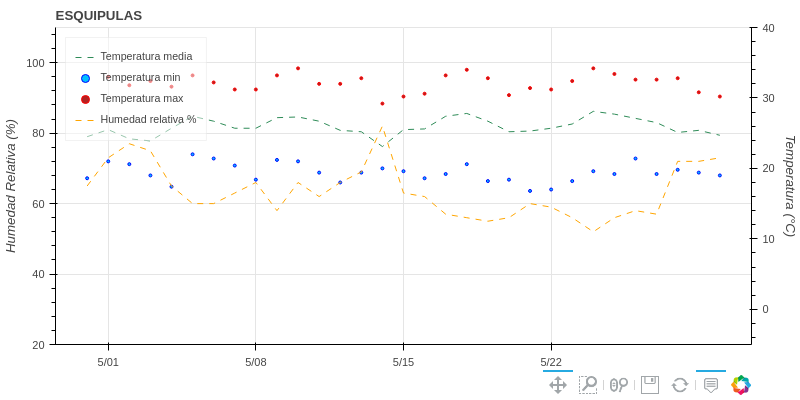 ESQUIPULAS
Temperatura media
Temperatura min
Temperatura max
Humedad relativa %
100
80
60
40
20
Humedad Relativa (%)
40
30
20
10
0
Temperatura (°C)
5/01
5/08
5/15
5/22